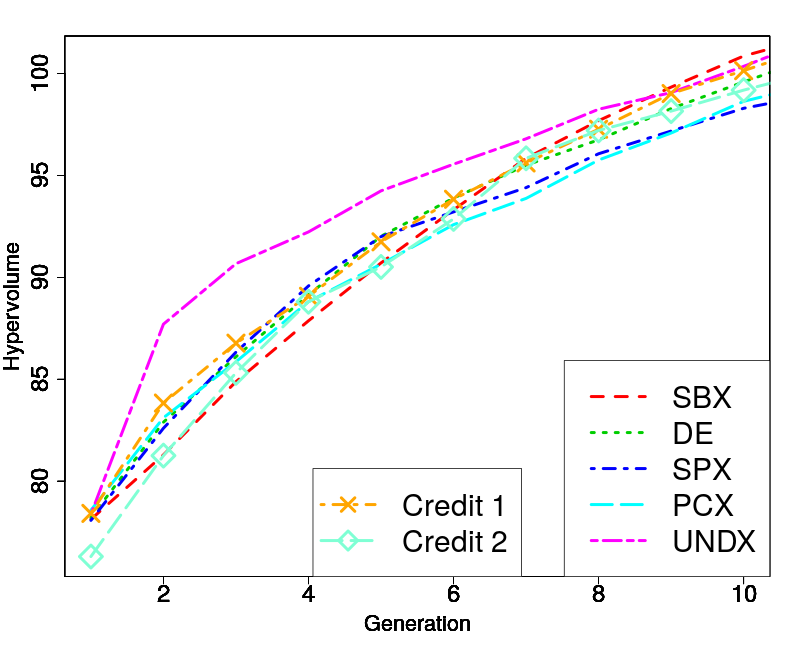 Hypervolume
100
95
90
85
80
SBX
DE
SPX
PCX
UNDX
Credit 1
Credit 2
2 4 6 8 10
Generation